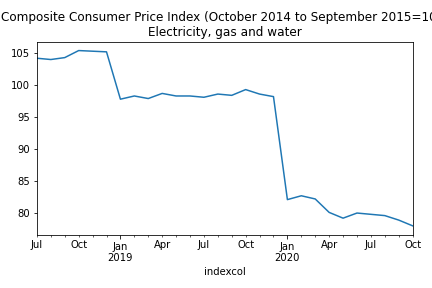 Composite Consumer Price Index (October 2014 to September 2015=10
Electricity, gas and water
105
100
95
90
85
80
Jul Oct Jan Apr Jul Oct Jan Apr Jul Oct
2019 2020
indexcol